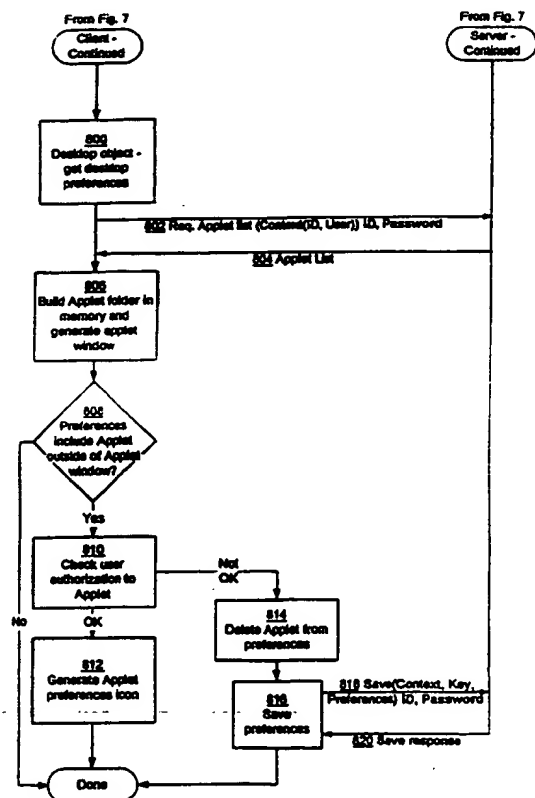 From Fig. 7
Client -
Continued
From Fig. 7
Server -
Continued
800
Desktop object -
get desktop
preferences
802 Req. Applet list (Context(ID, User)) ID, Password
804 Applet List
806
Build Applet folder in
memory and
generate applet
window
808
Preferences
include Applet
outside of Applet
window?
Yes
No
810
Check user
authorization to
Applet
Not
OK
OK
814
Delete Applet from
preferences
812
Generate Applet
preferences icon
816
Save
preferences
818 Save(Context, Key,
Preferences) ID, Password
820 Save response
Done